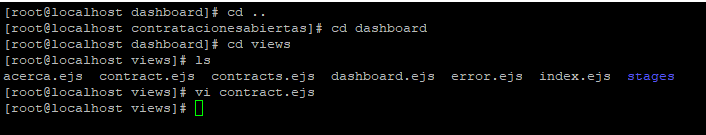 [root@localhost dashboard]# cd ..
[root@localhost contratacionesabiertas]# cd dashboard
[root@localhost dashboard]# cd views
[root@localhost views]# ls
acerca.ejs  contract.ejs  contracts.ejs  dashboard.ejs  error.ejs  index.ejs  stages
[root@localhost views]# vi contract.ejs
[root@localhost views]#